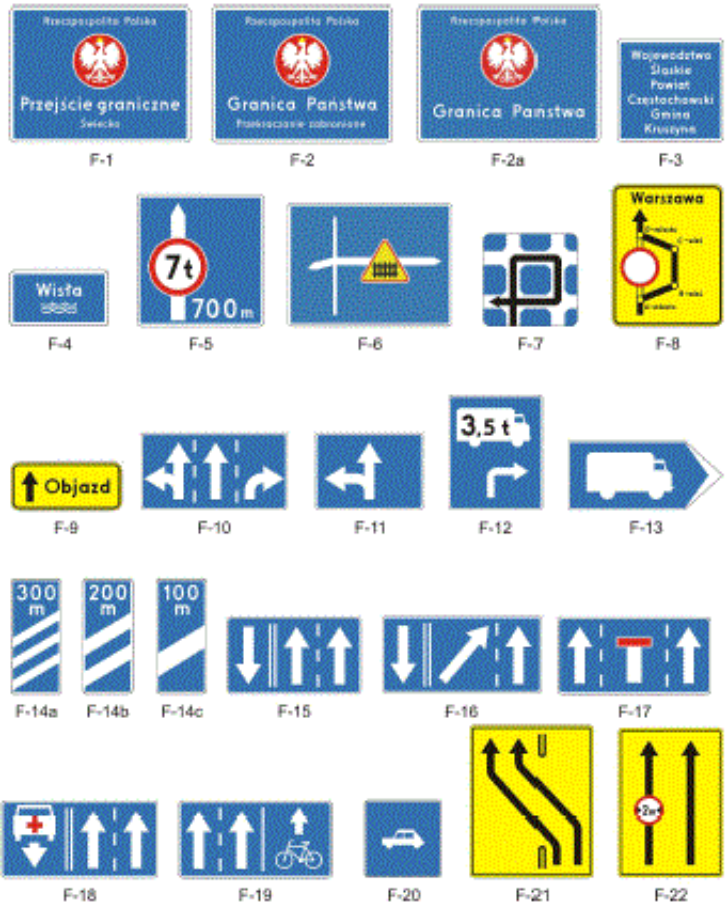 Rzeczpospolita Polska
Przejście graniczne
Świecko
F-1
Rzeczpospolita Polska
Granica Państwa
Przekraczanie zabronione
F-2
Rzeczpospolita Polska
Granica Państwa
F-2a
Województwo
Śląskie
Powiat
Częstochowski
Gmina
Kruszyna
F-3
Wisła
F-4
7t
700m
F-5
F-6
F-7
Warszawa
F-8
Objazd
F-9
F-10
F-11
3,5 t
F-12
F-13
300
m
F-14a
200
m
F-14b
100
m
F-14c
F-15
F-16
F-17
F-18
F-19
F-20
F-21
F-22